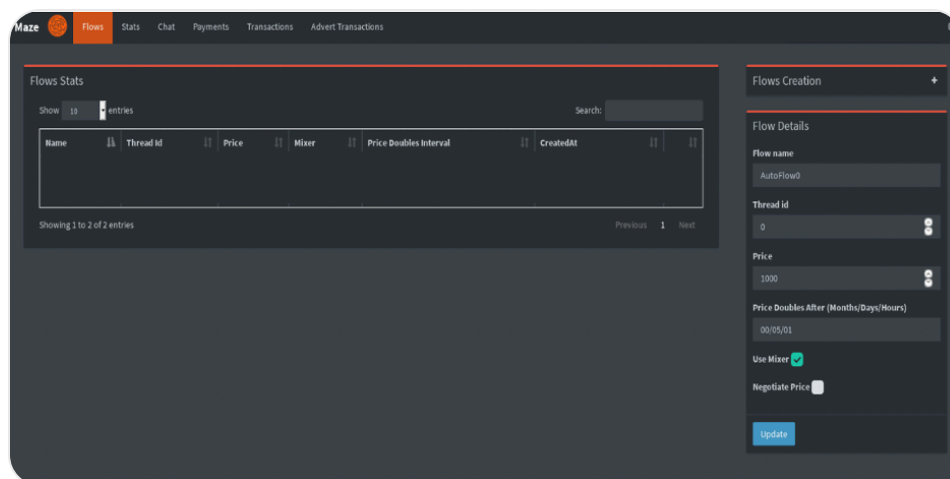 Maze Flows Stats Chat Payments Transactions Advert Transactions
Flows Stats
Show 10 entries Search:
Name Thread Id Price Mixer Price Doubles Interval CreatedAt
Showing 1 to 2 of 2 entries Previous 1 Next
Flows Creation +
Flow Details
Flow name
AutoFlow0
Thread id
0
Price
1000
Price Doubles After (Months/Days/Hours)
00/05/01
Use Mixer
Negotiate Price
Update